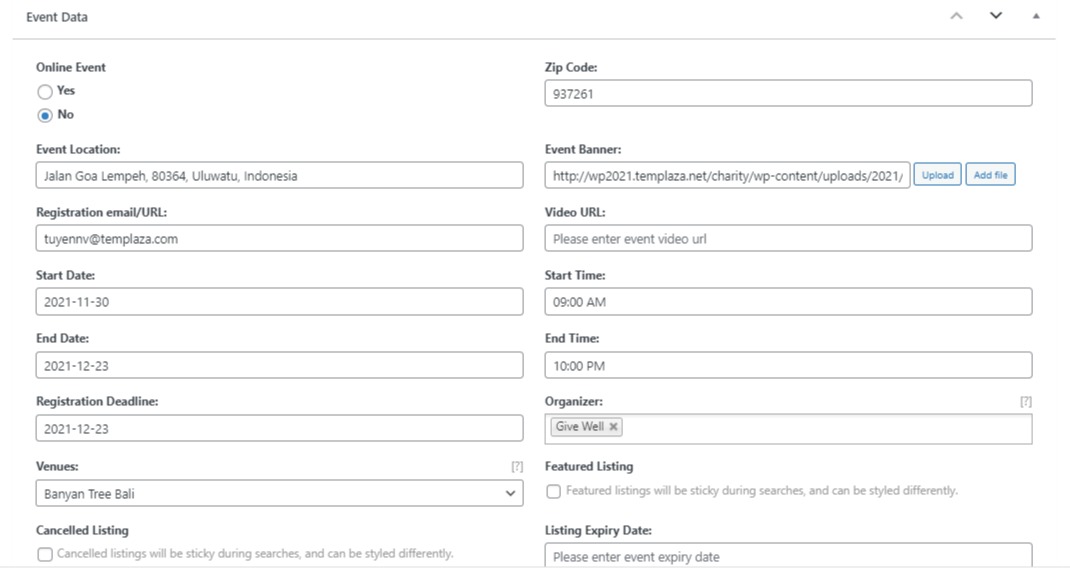 Event Data
Online Event
Yes
No
Zip Code:
937261
Event Location:
Jalan Goa Lempeh, 80364, Uluwatu, Indonesia
Event Banner:
http://wp2021.templaza.net/charity/wp-content/uploads/2021/
Upload
Add file
Registration email/URL:
tuyennv@templaza.com
Video URL:
Please enter event video url
Start Date:
2021-11-30
Start Time:
09:00 AM
End Date:
2021-12-23
End Time:
10:00 PM
Registration Deadline:
2021-12-23
Organizer:
[?]
Give Well ✖
Venues:
[?]
Banyan Tree Bali
Featured Listing
Featured listings will be sticky during searches, and can be styled differently.
Cancelled Listing
Cancelled listings will be sticky during searches, and can be styled differently.
Listing Expiry Date:
Please enter event expiry date